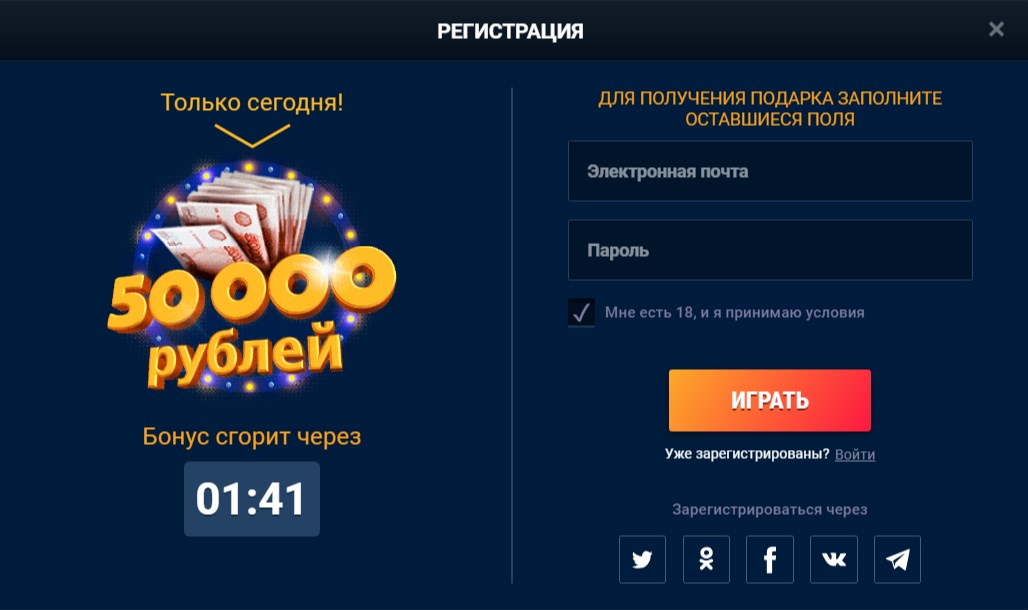 РЕГИСТРАЦИЯ
Только сегодня!
50 000
рублей
Бонус сгорит через
01:41
ДЛЯ ПОЛУЧЕНИЯ ПОДАРКА ЗАПОЛНИТЕ
ОСТАВШИЕСЯ ПОЛЯ
Электронная почта
Пароль
Мне есть 18, и я принимаю условия
ИГРАТЬ
Уже зарегистрированы? Войти
Зарегистрироваться через